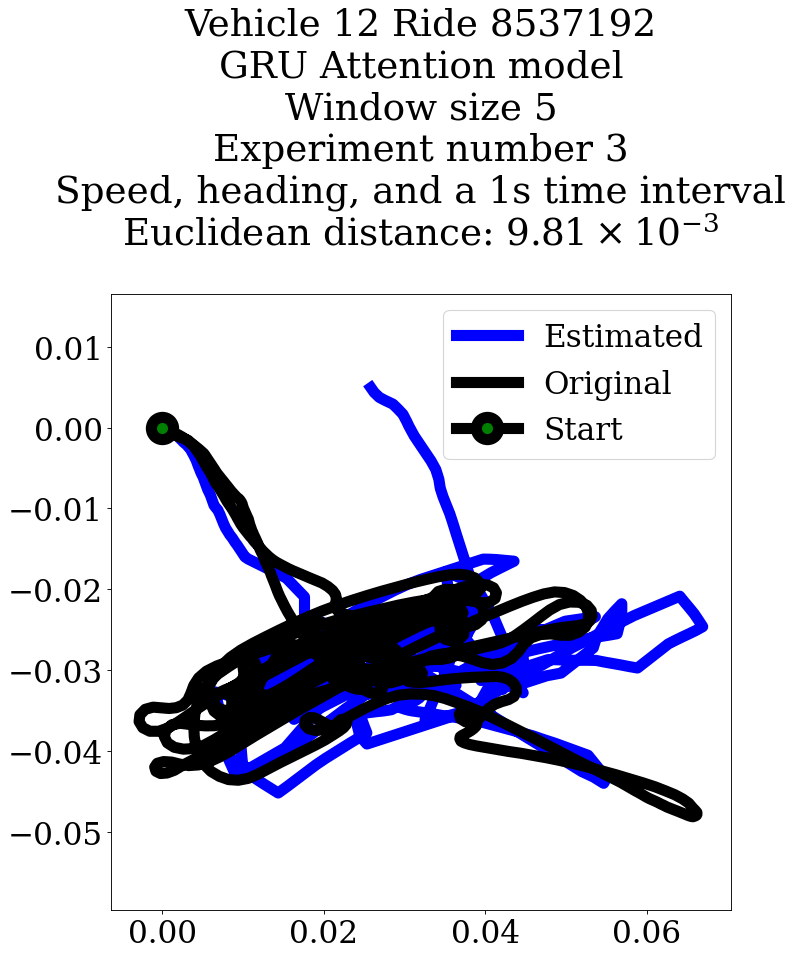 Vehicle 12 Ride 8537192
GRU Attention model
Window size 5
Experiment number 3
Speed, heading, and a 1s time interval
Euclidean distance: 9.81 × 10⁻³
Estimated
Original
Start
0.01
0.00
−0.01
−0.02
−0.03
−0.04
−0.05
0.00 0.02 0.04 0.06